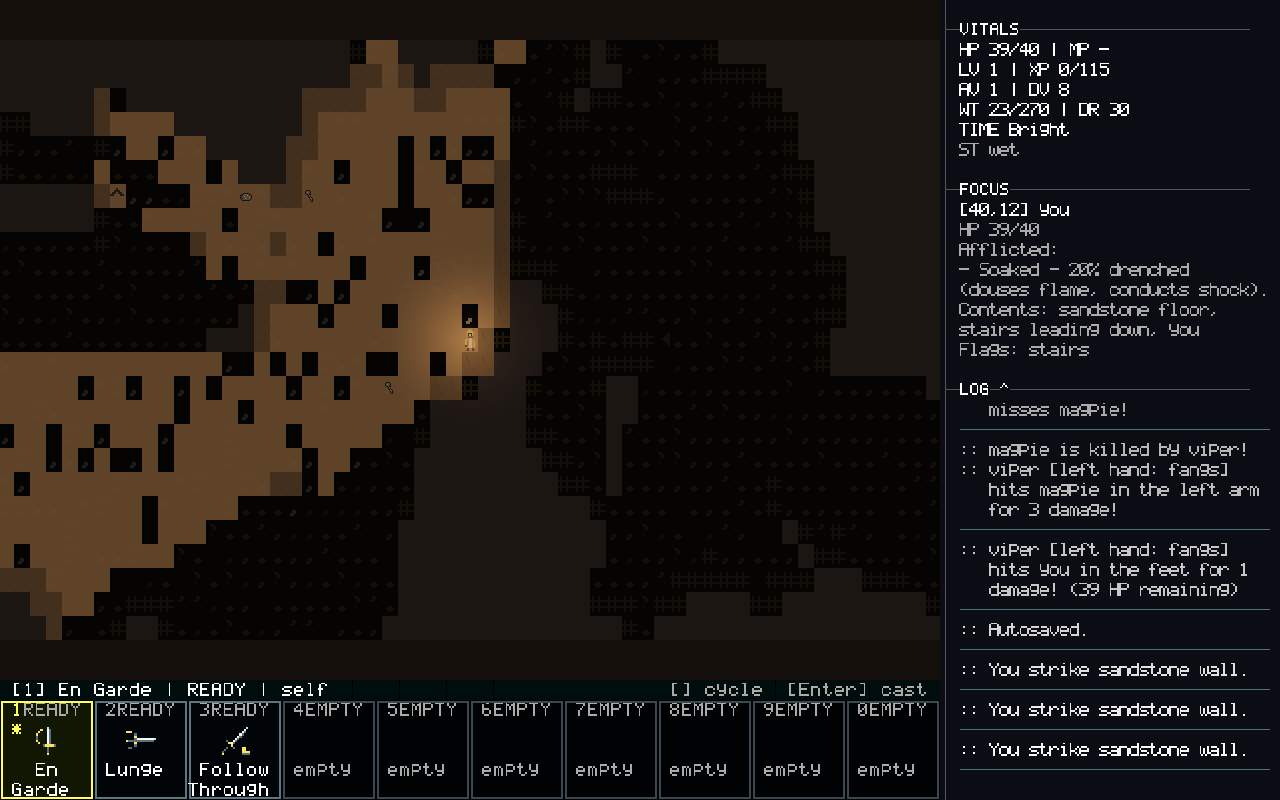 VITALS
HP 39/40 | MP -
LV 1 | XP 0/115
AV 1 | DV 8
WT 23/270 | DR 30
TIME Bright
ST wet
FOCUS
[40,12] You
HP 39/40
Afflicted:
- Soaked - 20% drenched
(douses flame, conducts shock).
Contents: sandstone floor,
stairs leading down, You
Flags: stairs
LOG ^
misses magpie!
:: magpie is killed by viper!
:: viper [left hand: fangs]
hits magpie in the left arm
for 3 damage!
:: viper [left hand: fangs]
hits you in the feet for 1
damage! (39 HP remaining)
:: Autosaved.
:: You strike sandstone wall.
:: You strike sandstone wall.
:: You strike sandstone wall.
[1] En Garde | READY | self
[] cycle [Enter] cast
1READY
*
En
Garde
2READY
Lunge
3READY
Follow
Through
4EMPTY
empty
5EMPTY
empty
6EMPTY
empty
7EMPTY
empty
8EMPTY
empty
9EMPTY
empty
0EMPTY
empty